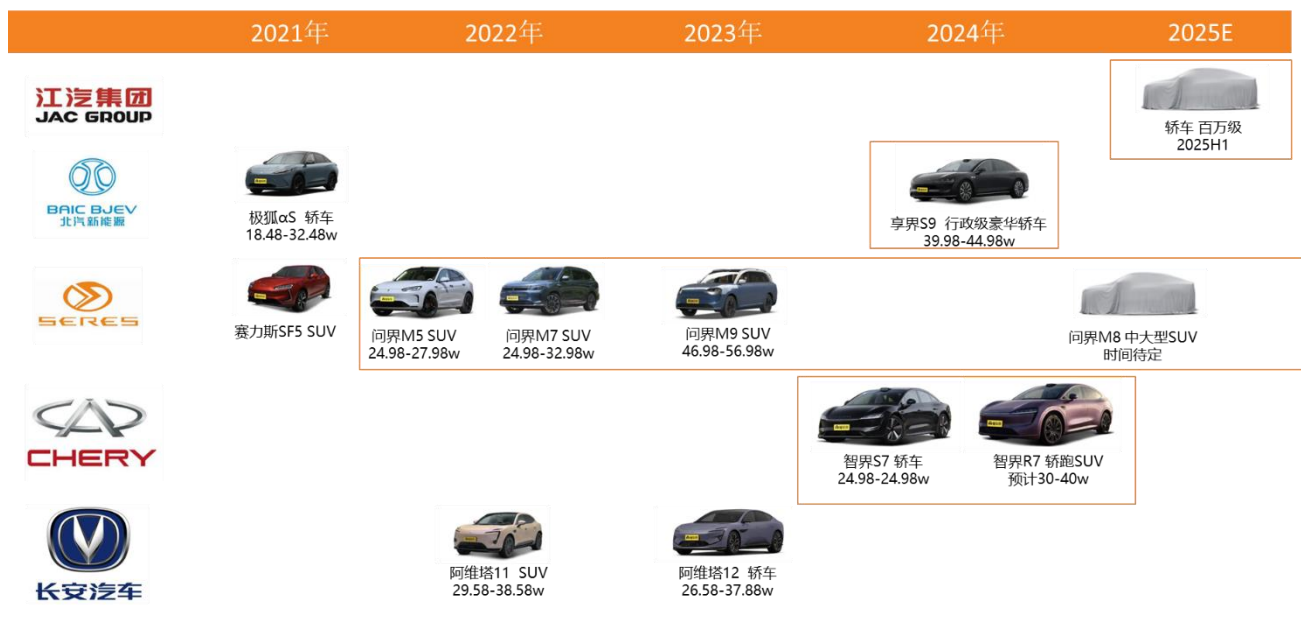 2021年 2022年 2023年 2024年 2025E
江汽集团
JAC GROUP
轿车 百万级
2025H1
BAIC BJEV
北汽新能源
极狐αS 轿车
18.48-32.48w
享界S9 行政级豪华轿车
39.98-44.98w
SERES
赛力斯SF5 SUV
问界M5 SUV
24.98-27.98w
问界M7 SUV
24.98-32.98w
问界M9 SUV
46.98-56.98w
问界M8 中大型SUV
时间待定
CHERY
智界S7 轿车
24.98-24.98w
智界R7 轿跑SUV
预计30-40w
长安汽车
阿维塔11 SUV
29.58-38.58w
阿维塔12 轿车
26.58-37.88w